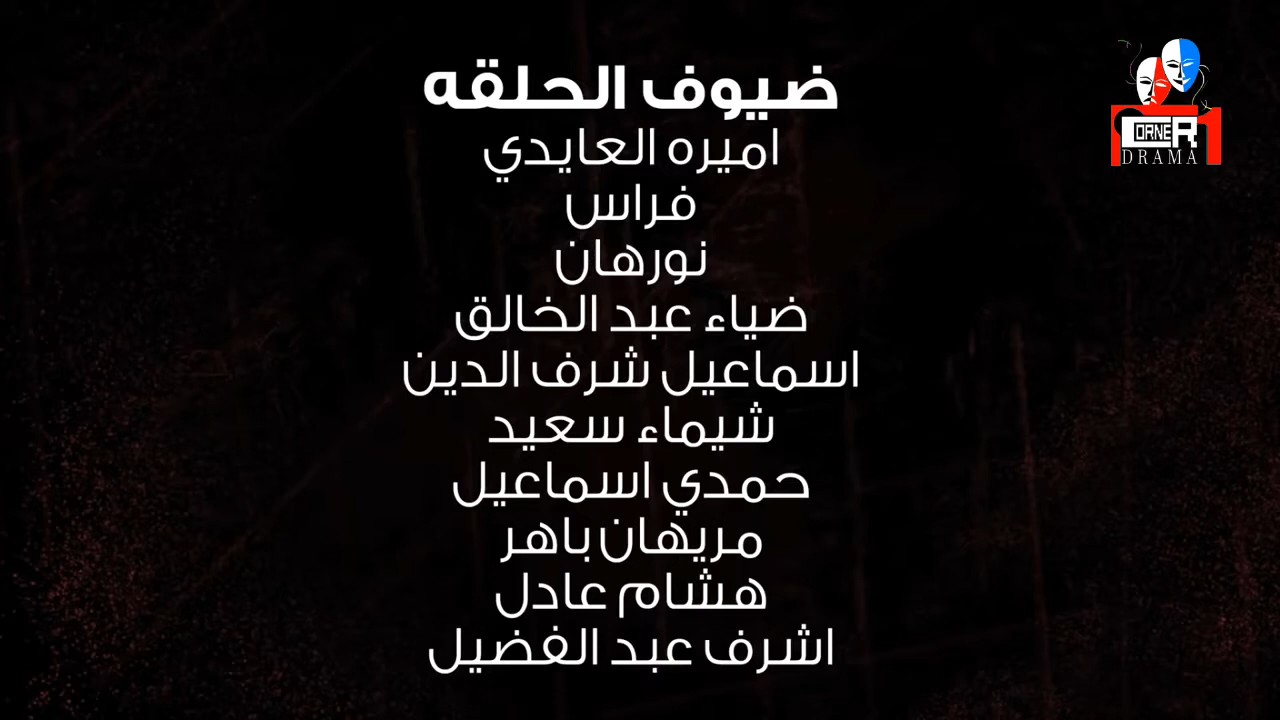 ضيوف الحلقه
اميره العايدي
فراس
نورهان
ضياء عبد الخالق
اسماعيل شرف الدين
شيماء سعيد
حمدي اسماعيل
مريهان باهر
هشام عادل
اشرف عبد الفضيل
CORNER
DRAMA